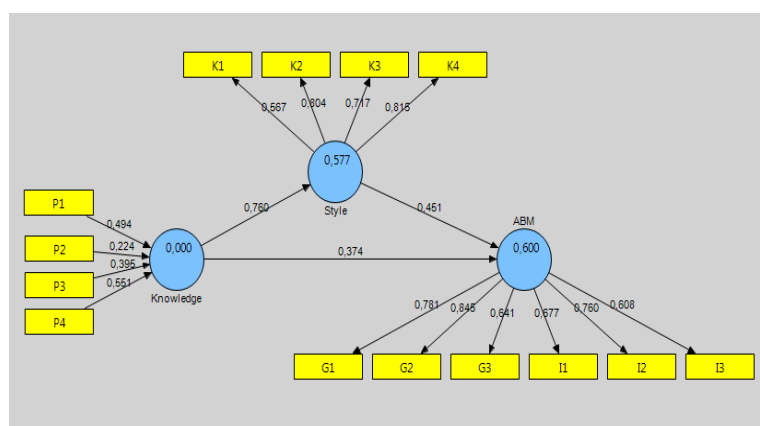 K1
K2
K3
K4
0,567
0,804
0,717
0,815
0,577
Style
P1
P2
P3
P4
0,494
0,224
0,395
0,551
0,000
Knowledge
0,760
0,451
0,374
ABM
0,600
0,781
0,845
0,641
0,677
0,760
0,608
G1
G2
G3
I1
I2
I3